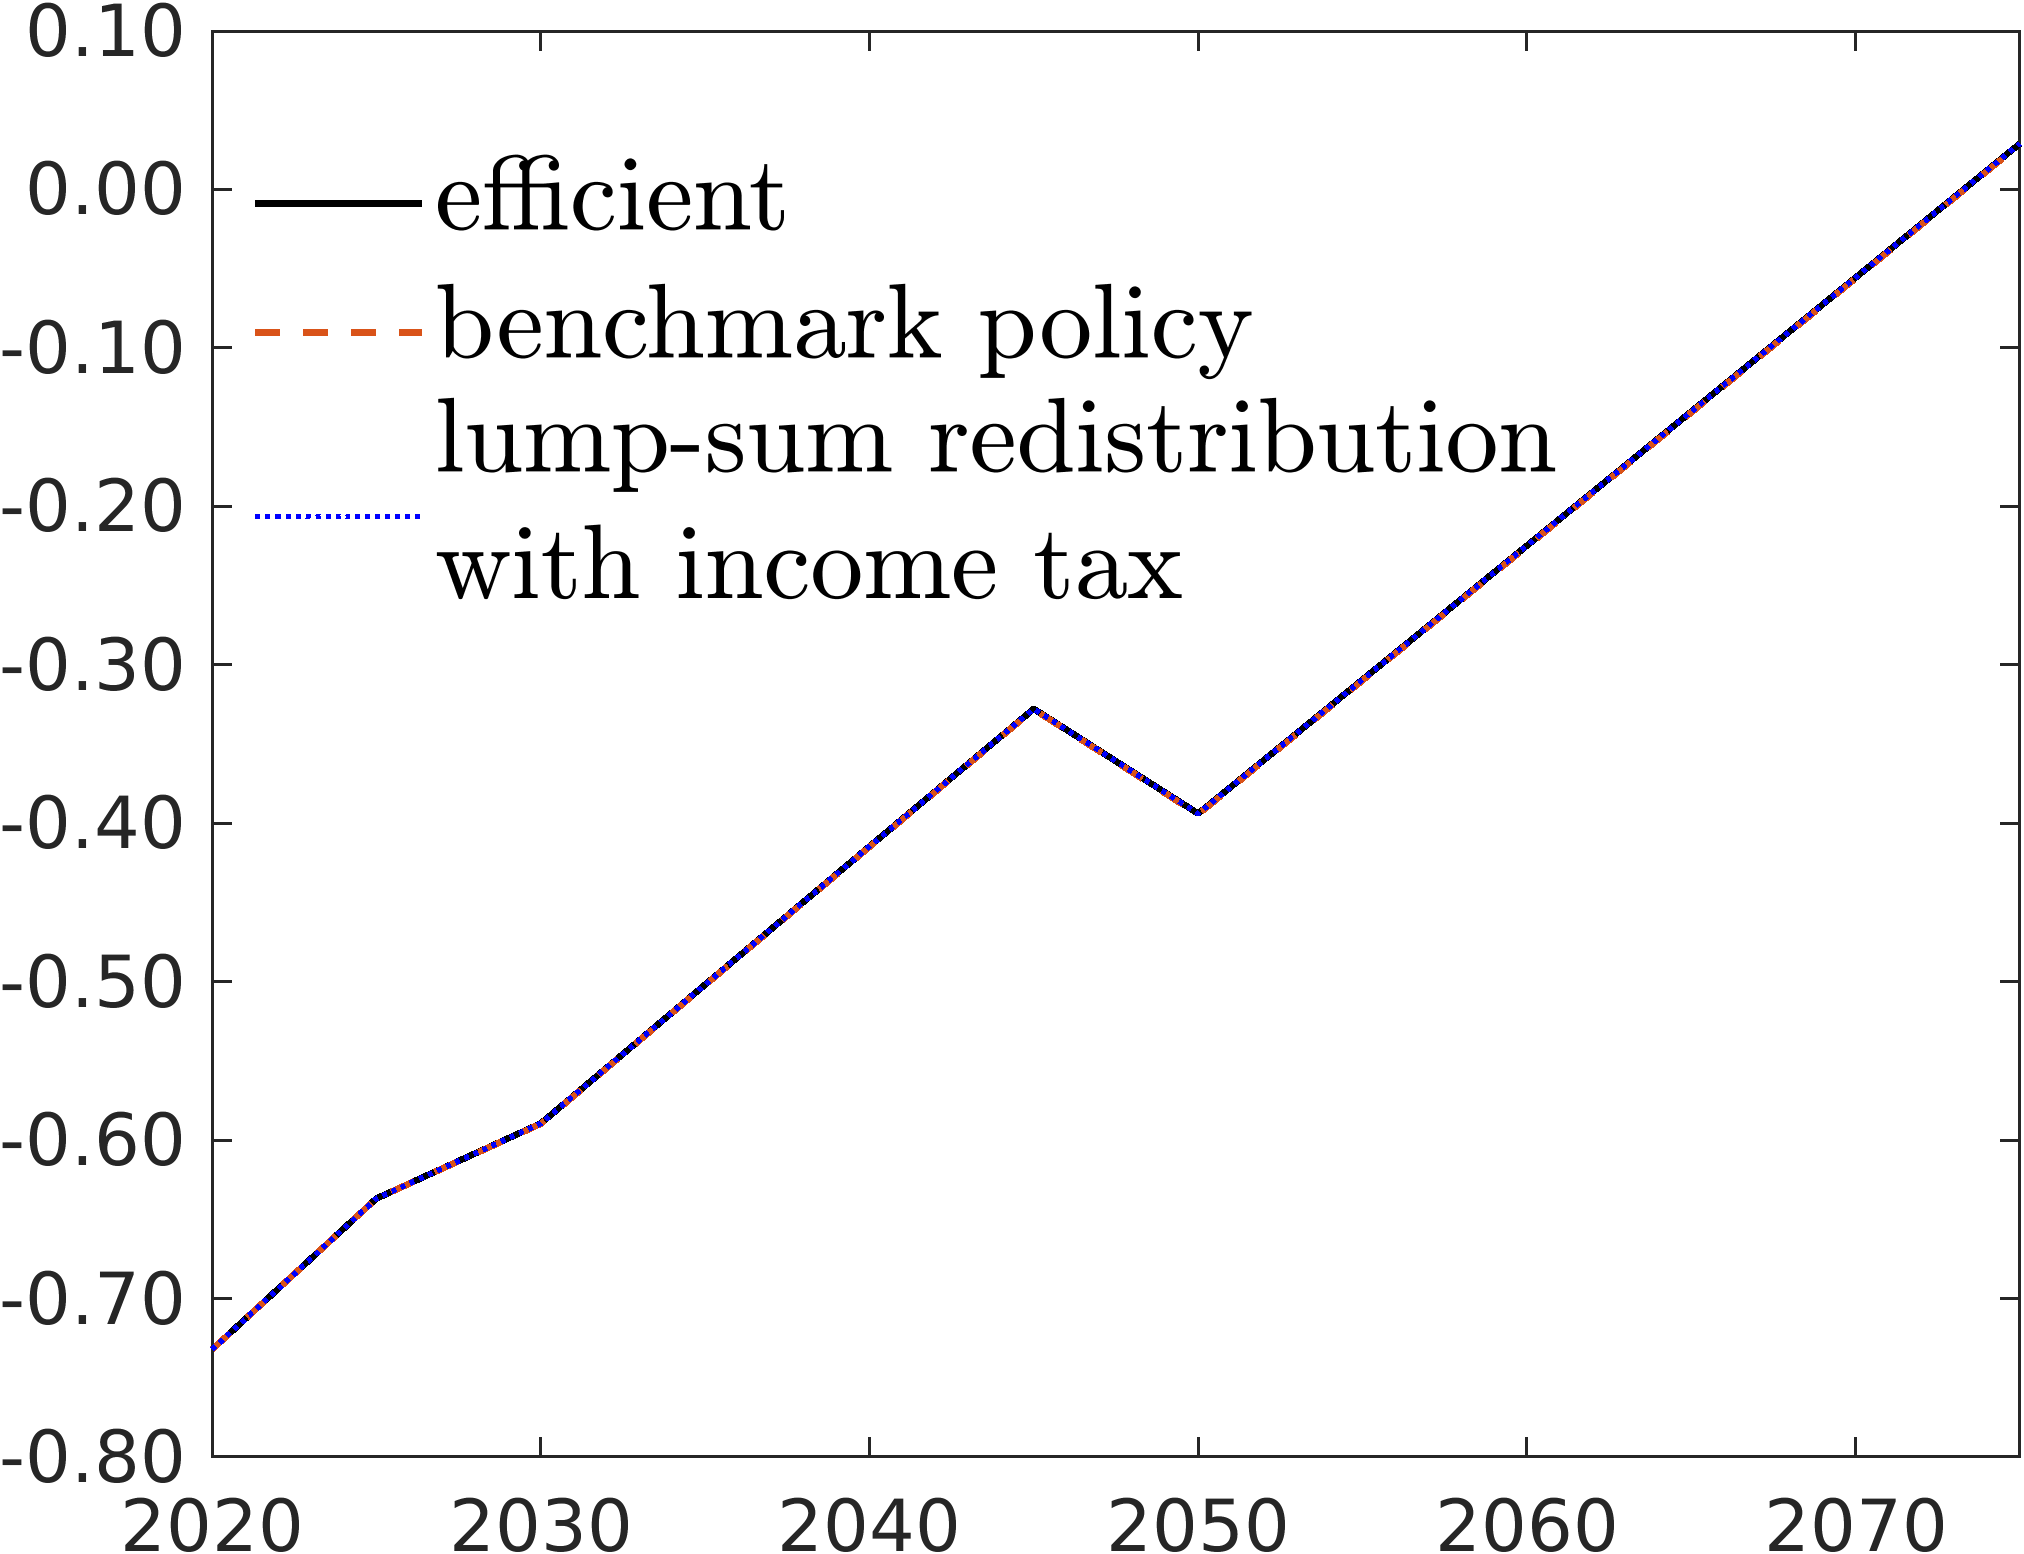 0.10
0.00
-0.10
-0.20
-0.30
-0.40
-0.50
-0.60
-0.70
-0.80
efficient
benchmark policy
lump-sum redistribution
with income tax
2020 2030 2040 2050 2060 2070